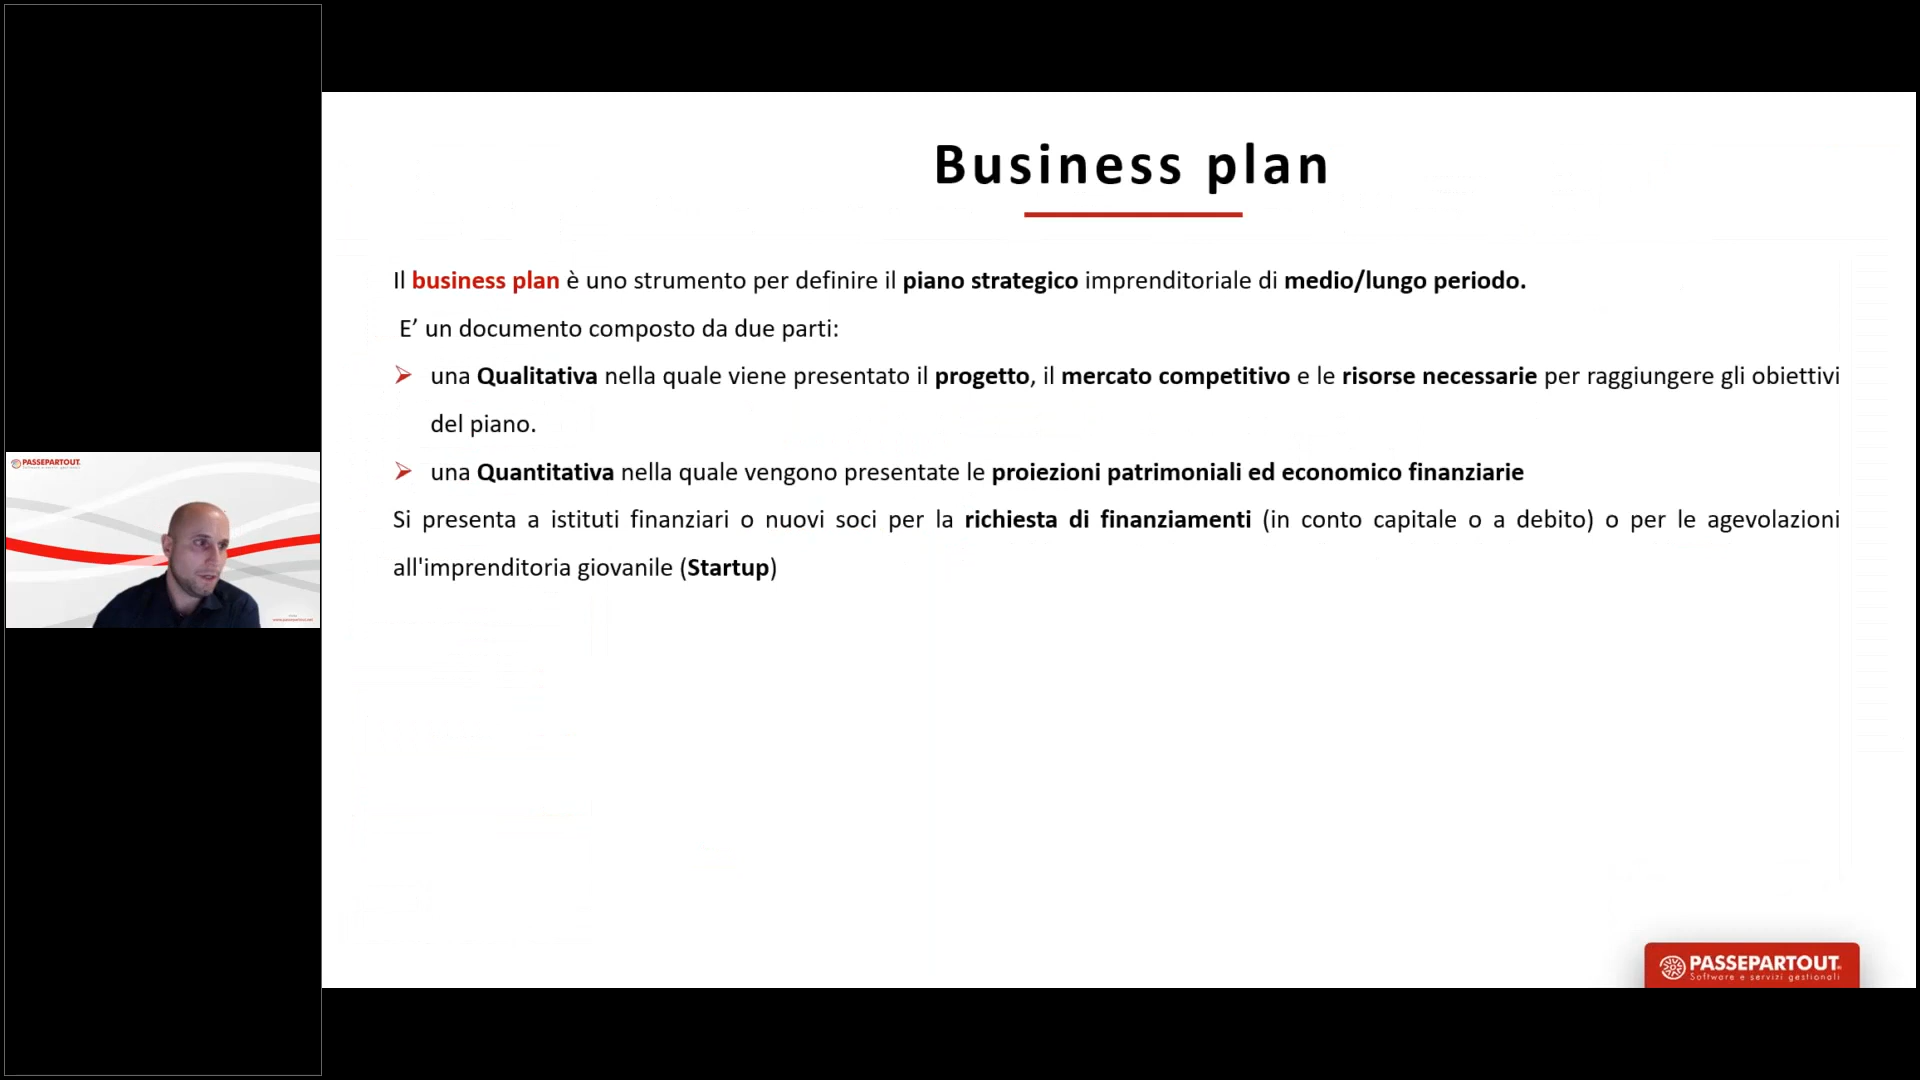 Business plan
Il business plan è uno strumento per definire il piano strategico imprenditoriale di medio/lungo periodo.
E’ un documento composto da due parti:
una Qualitativa nella quale viene presentato il progetto, il mercato competitivo e le risorse necessarie per raggiungere gli obiettivi
del piano.
una Quantitativa nella quale vengono presentate le proiezioni patrimoniali ed economico finanziarie
Si presenta a istituti finanziari o nuovi soci per la richiesta di finanziamenti (in conto capitale o a debito) o per le agevolazioni
all'imprenditoria giovanile (Startup)
PASSEPARTOUT
PASSEPARTOUT
Software e servizi gestionali